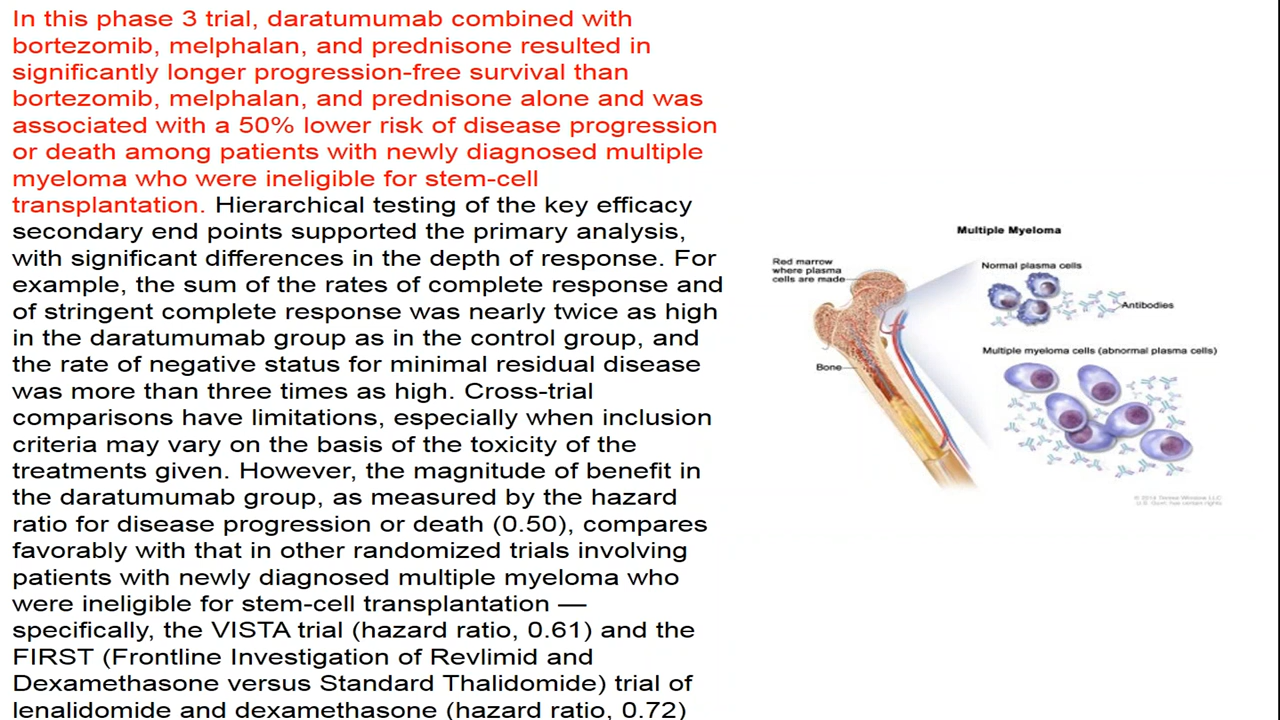 In this phase 3 trial, daratumumab combined with
bortezomib, melphalan, and prednisone resulted in
significantly longer progression-free survival than
bortezomib, melphalan, and prednisone alone and was
associated with a 50% lower risk of disease progression
or death among patients with newly diagnosed multiple
myeloma who were ineligible for stem-cell
transplantation. Hierarchical testing of the key efficacy
secondary end points supported the primary analysis,
with significant differences in the depth of response. For
example, the sum of the rates of complete response and
of stringent complete response was nearly twice as high
in the daratumumab group as in the control group, and
the rate of negative status for minimal residual disease
was more than three times as high. Cross-trial
comparisons have limitations, especially when inclusion
criteria may vary on the basis of the toxicity of the
treatments given. However, the magnitude of benefit in
the daratumumab group, as measured by the hazard
ratio for disease progression or death (0.50), compares
favorably with that in other randomized trials involving
patients with newly diagnosed multiple myeloma who
were ineligible for stem-cell transplantation —
specifically, the VISTA trial (hazard ratio, 0.61) and the
FIRST (Frontline Investigation of Revlimid and
Dexamethasone versus Standard Thalidomide) trial of
lenalidomide and dexamethasone (hazard ratio, 0.72)
Multiple Myeloma
Red marrow
where plasma
cells are made
Normal plasma cells
Antibodies
Multiple myeloma cells (abnormal plasma cells)
Bone
© 2014 Terese Winslow LLC
U.S. Govt. has certain rights